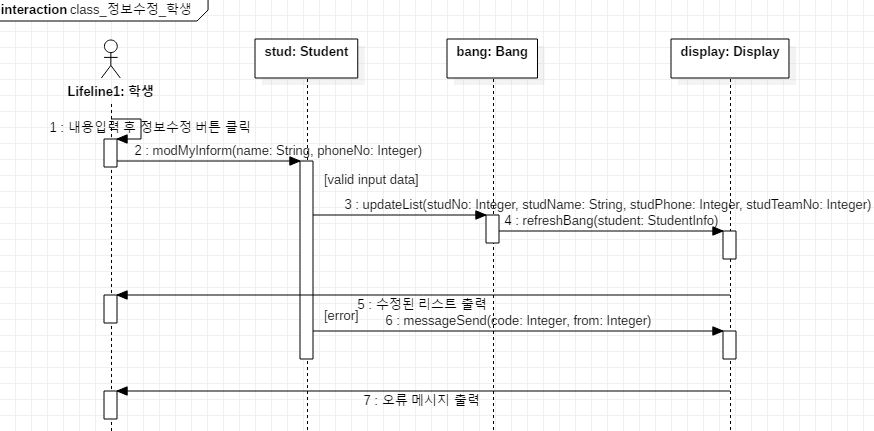 interaction class_정보수정_학생
stud: Student
bang: Bang
display: Display
Lifeline1: 학생
1 : 내용입력 후 정보수정 버튼 클릭
2 : modMyInform(name: String, phoneNo: Integer)
[valid input data]
3 : updateList(studNo: Integer, studName: String, studPhone: Integer, studTeamNo: Integer)
4 : refreshBang(student: StudentInfo)
5 : 수정된 리스트 출력
[error]
6 : messageSend(code: Integer, from: Integer)
7 : 오류 메시지 출력